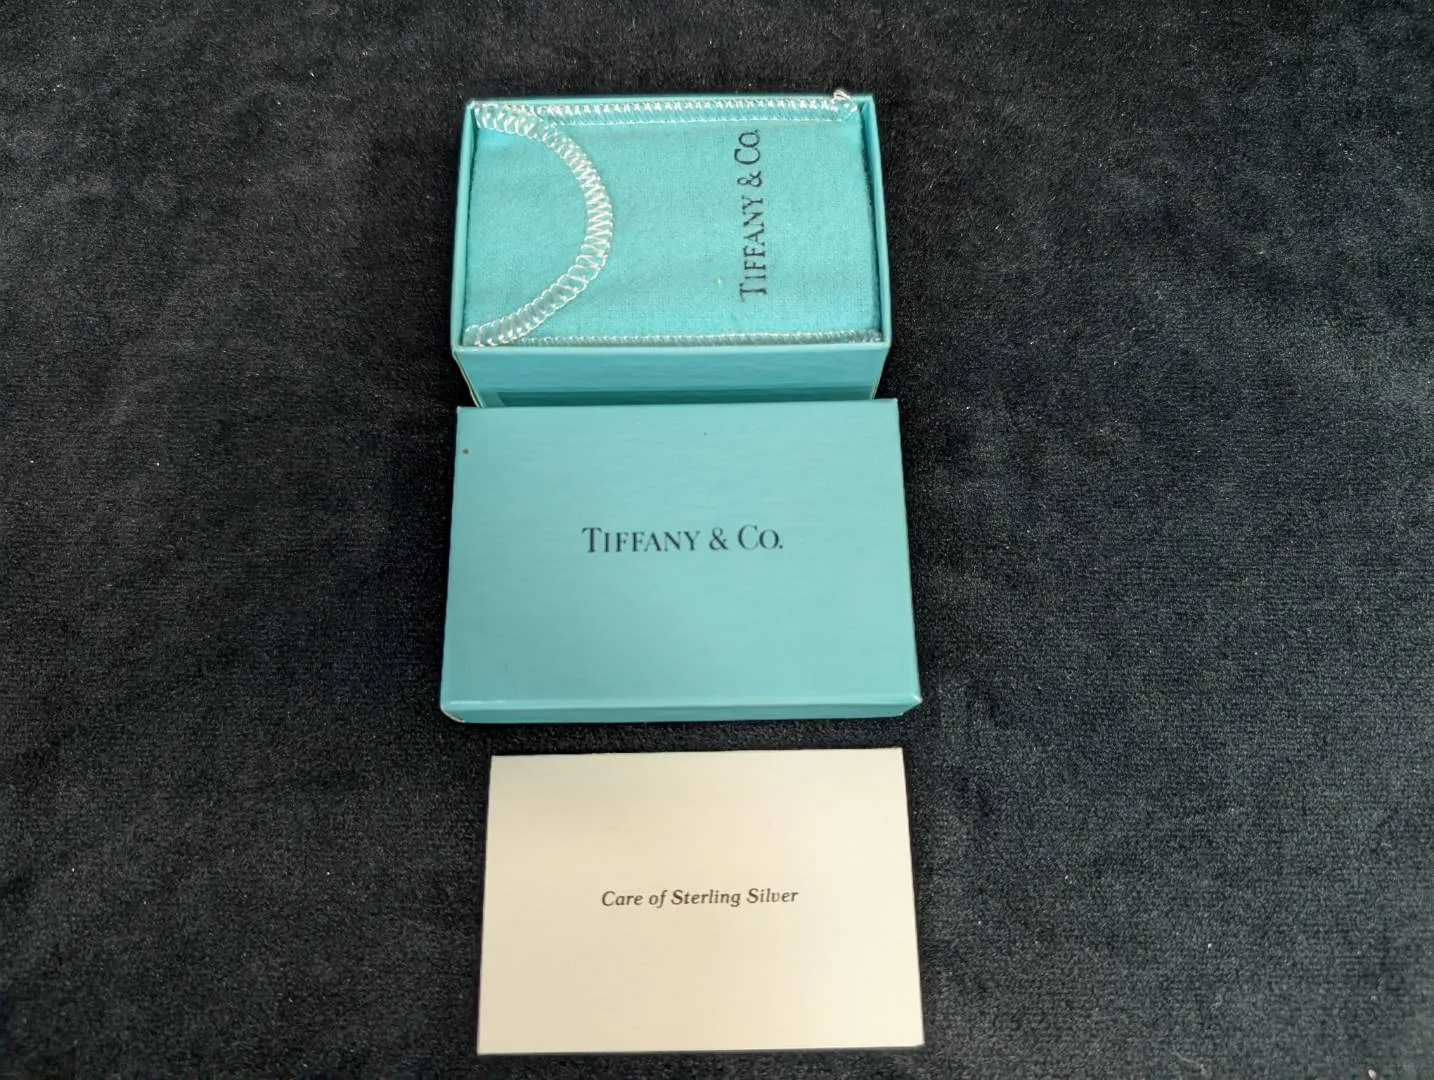 TIFFANY & CO.
TIFFANY & CO.
Care of Sterling Silver